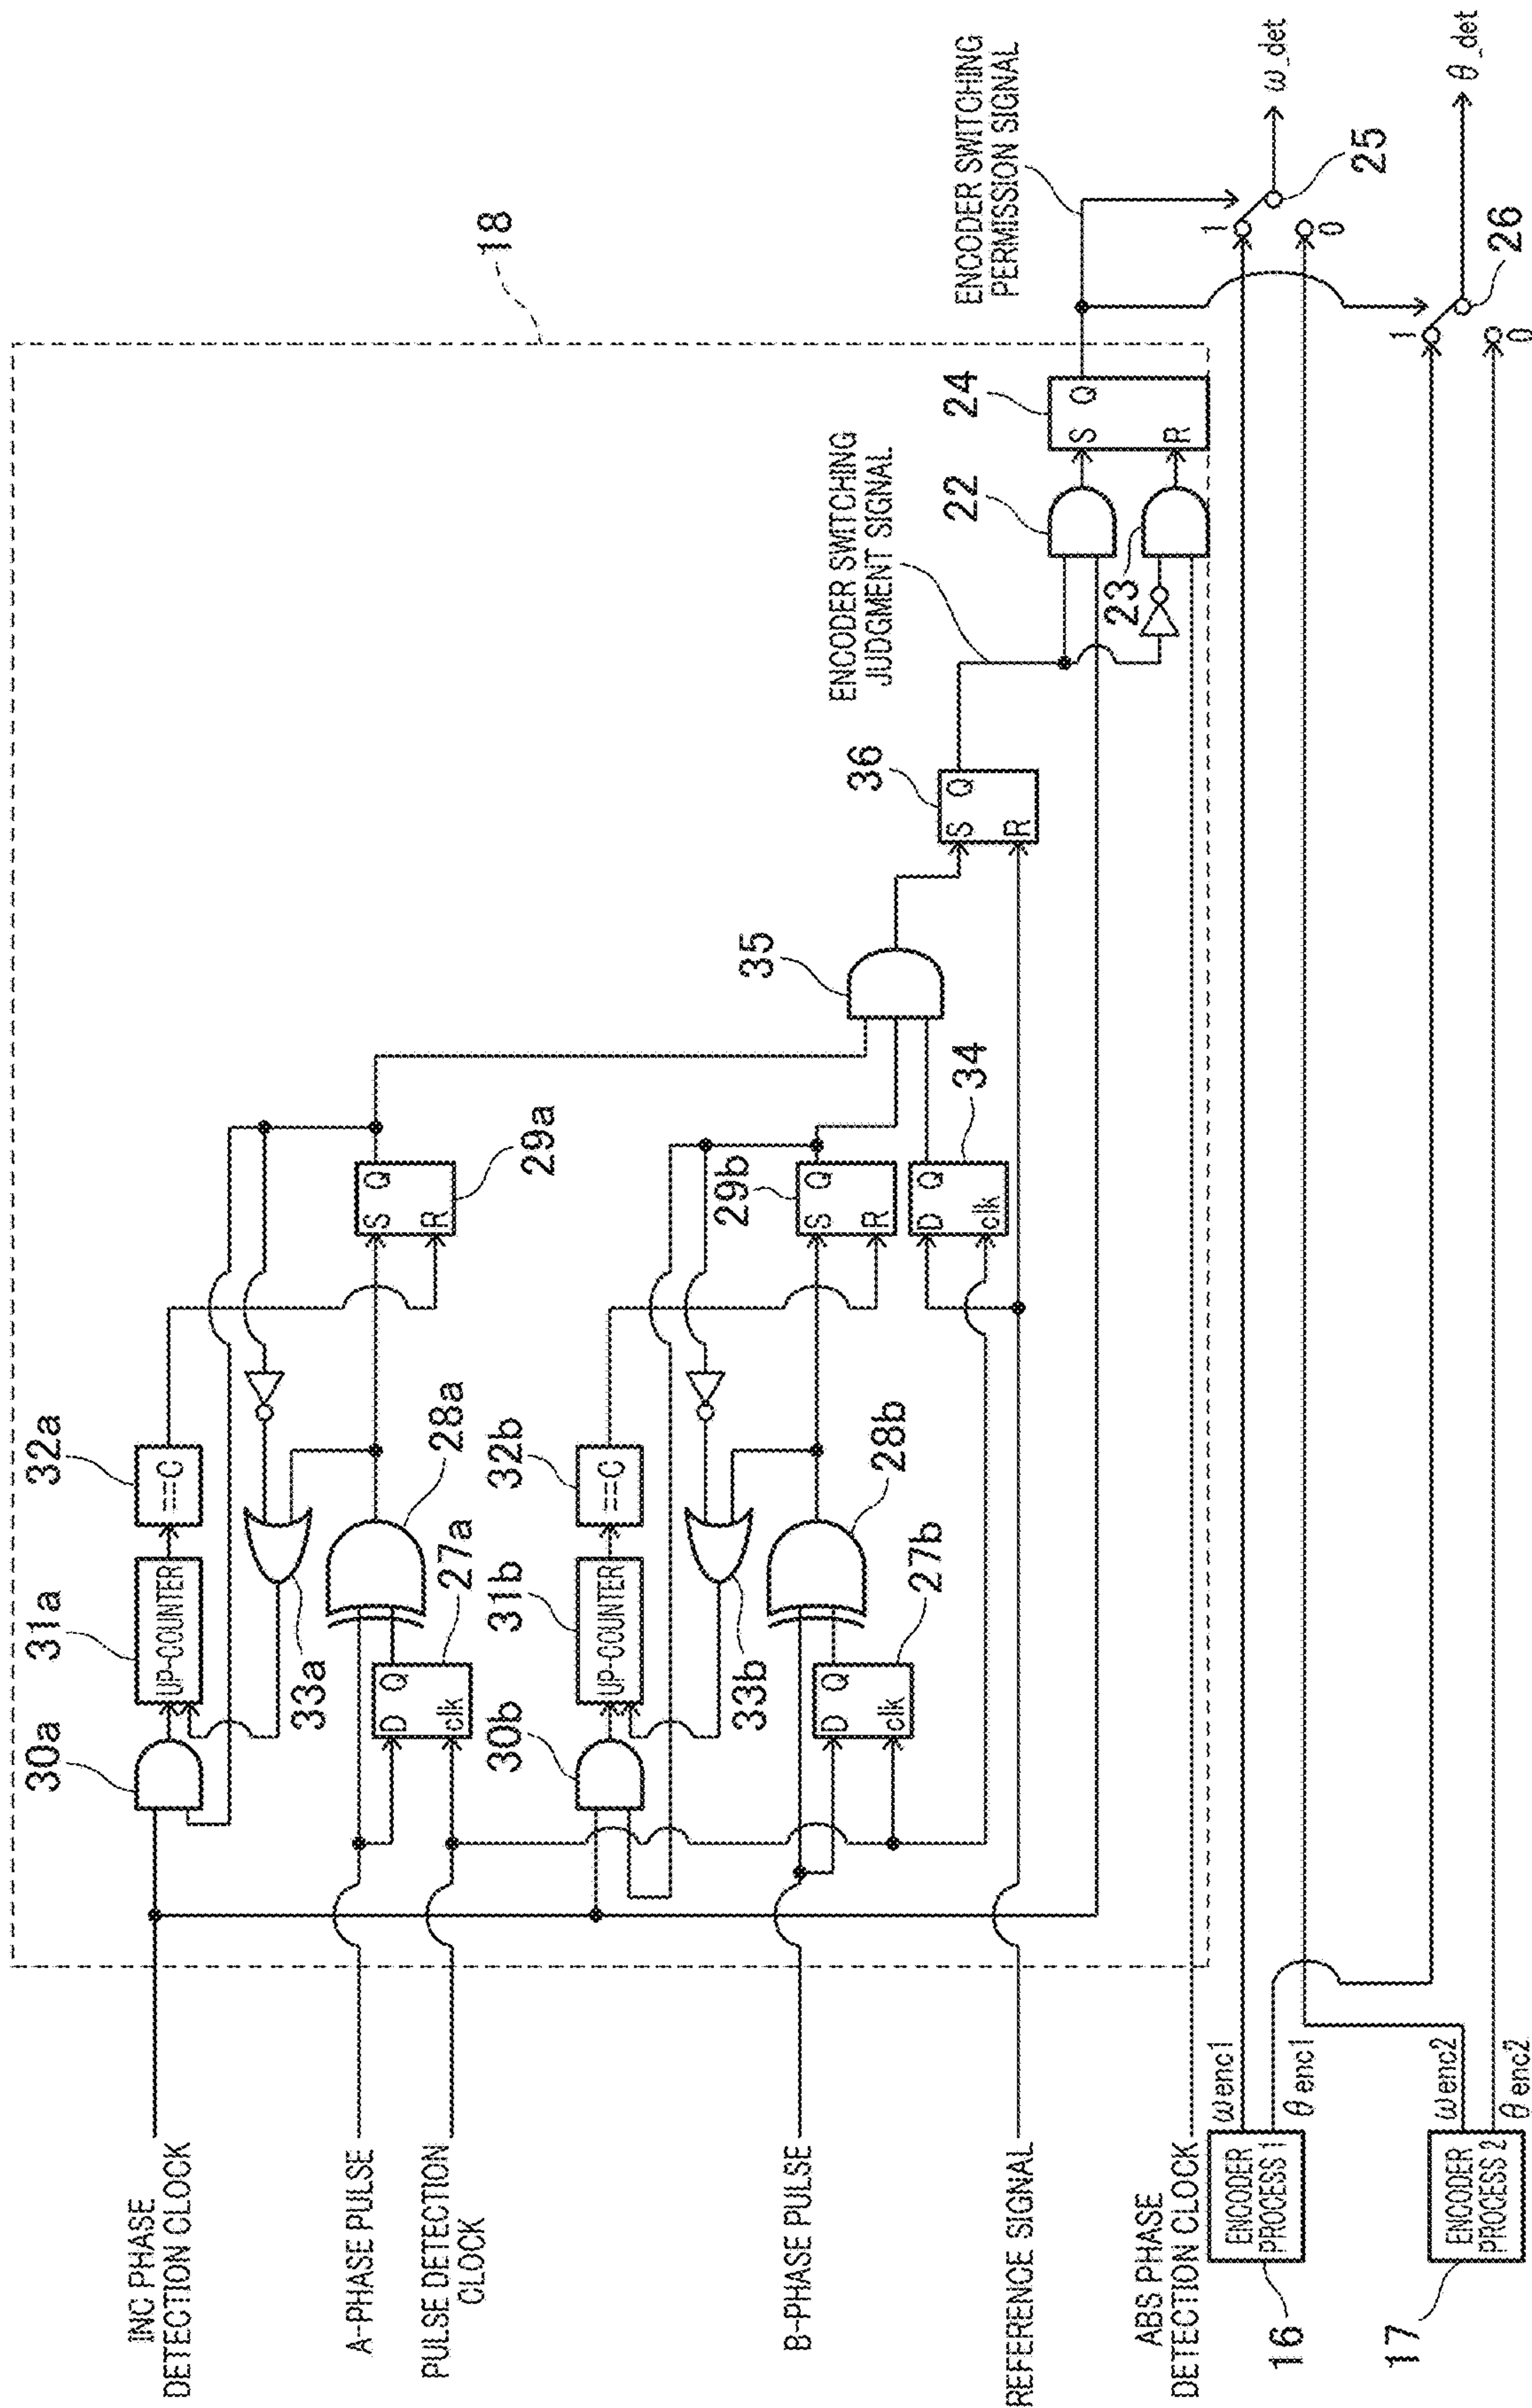 18
INC PHASE
DETECTION CLOCK
30a
31a
UP-COUNTER
32a
==C
33a
A-PHASE PULSE
28a
D
Q
clk
27a
S
Q
R
29a
PULSE DETECTION
CLOCK
30b
31b
UP-COUNTER
32b
==C
33b
B-PHASE PULSE
28b
D
Q
clk
27b
S
Q
R
29b
D
Q
clk
34
35
REFERENCE SIGNAL
36
S
Q
R
ENCODER SWITCHING
JUDGMENT SIGNAL
22
23
24
S
Q
R
ENCODER SWITCHING
PERMISSION SIGNAL
ABS PHASE
DETECTION CLOCK
ENCODER
PROCESS 1
16
ωenc1
θenc1
1
0
25
ω_det
ENCODER
PROCESS 2
17
ωenc2
θenc2
1
0
26
θ_det